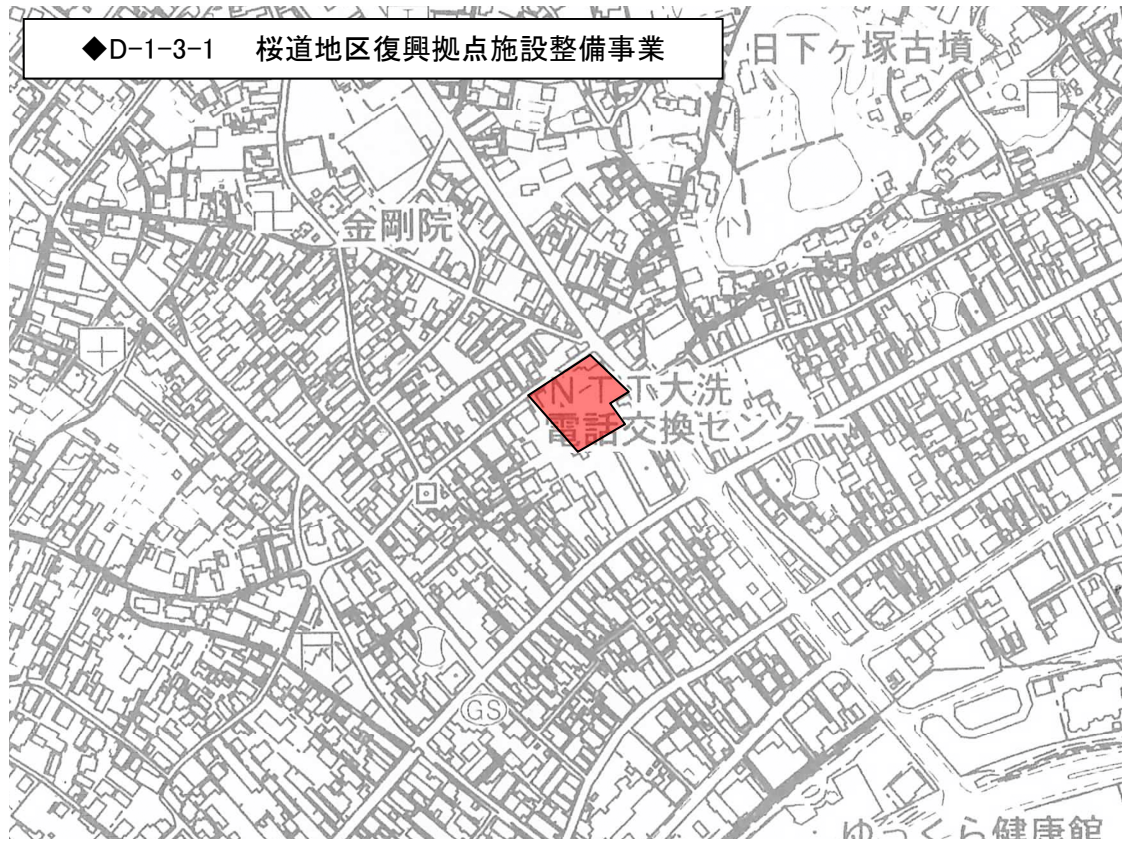 ◆D-1-3-1 桜道地区復興拠点施設整備事業
日下ヶ塚古墳
金剛院
NTT大洗
電話交換センター
GS
ゆっくら健康館